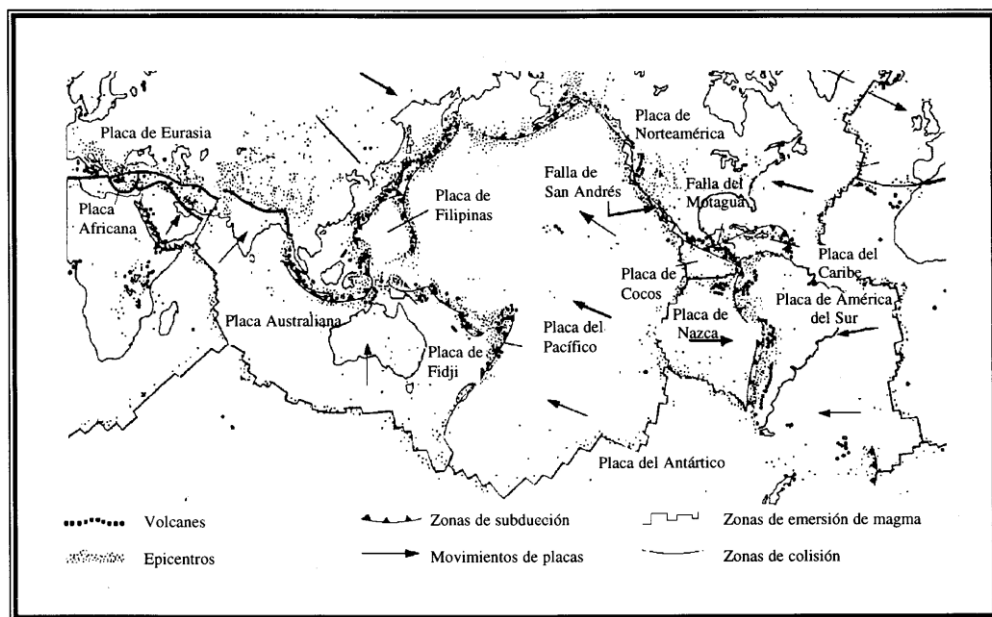 Placa de Eurasia
Placa
Africana
Placa Australiana
Placa de
Filipinas
Placa de
Fidji
Placa del
Pacífico
Placa de
Norteamérica
Falla de
San Andrés
Falla del
Motagua
Placa de
Cocos
Placa de
Nazca
Placa del
Caribe
Placa de América
del Sur
Placa del Antártico
Volcanes
Zonas de subducción
Zonas de emersión de magma
Epicentros
Movimientos de placas
Zonas de colisión